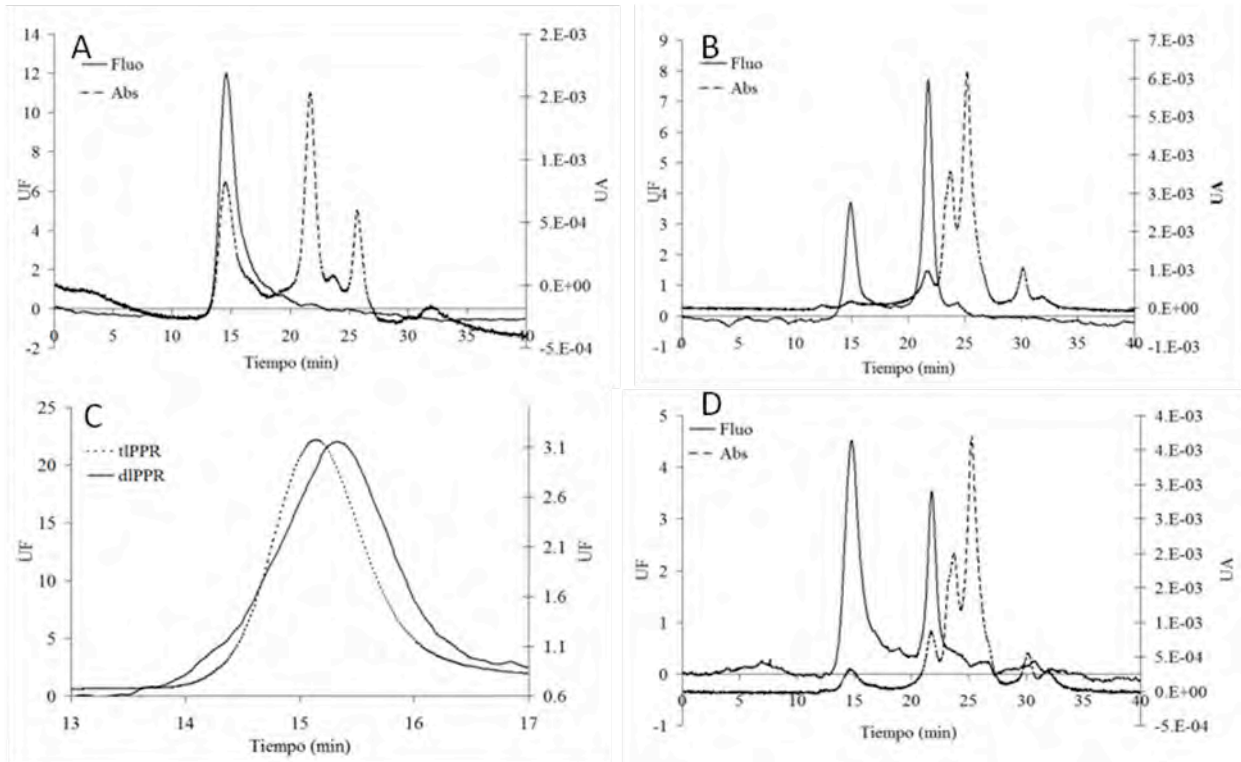 A
Fluo
Abs
14
12
10
8
6
4
2
0
-2
UF
2.E-03
2.E-03
1.E-03
5.E-04
0.E+00
-5.E-04
UA
0
10
15
20
25
30
35
40
Tiempo (min)
B
Fluo
Abs
9
8
7
6
5
4
3
2
1
0
-1
UF
7.E-03
6.E-03
5.E-03
4.E-03
3.E-03
2.E-03
1.E-03
0.E+00
-1.E-03
UA
0
5
10
15
20
25
30
35
40
Tiempo (min)
C
tlPPR
dlPPR
25
20
15
10
5
0
UF
3.1
2.6
2.1
1.6
1.1
0.6
UF
13
14
15
16
17
Tiempo (min)
D
Fluo
Abs
5
4
3
2
1
0
-1
UF
4.E-03
3.E-03
3.E-03
2.E-03
2.E-03
1.E-03
5.E-04
0.E+00
-5.E-04
UA
0
5
10
15
20
25
30
35
40
Tiempo (min)